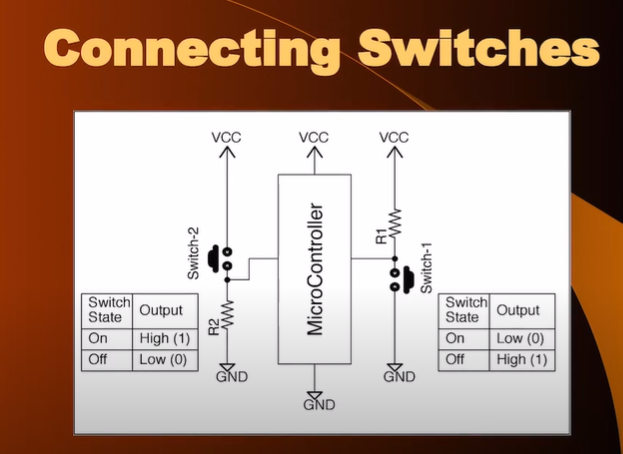 Connecting Switches
VCC
VCC
VCC
Switch-2
R2
GND
MicroController
GND
R1
Switch-1
GND
Switch State Output
On High (1)
Off Low (0)
Switch State Output
On Low (0)
Off High (1)